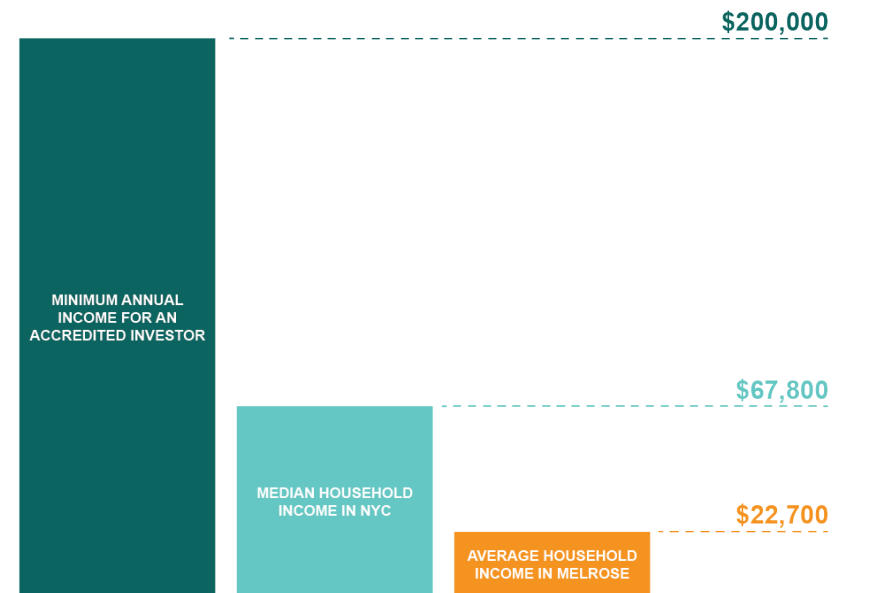 $200,000
MINIMUM ANNUAL
INCOME FOR AN
ACCREDITED INVESTOR
$67,800
MEDIAN HOUSEHOLD
INCOME IN NYC
$22,700
AVERAGE HOUSEHOLD
INCOME IN MELROSE